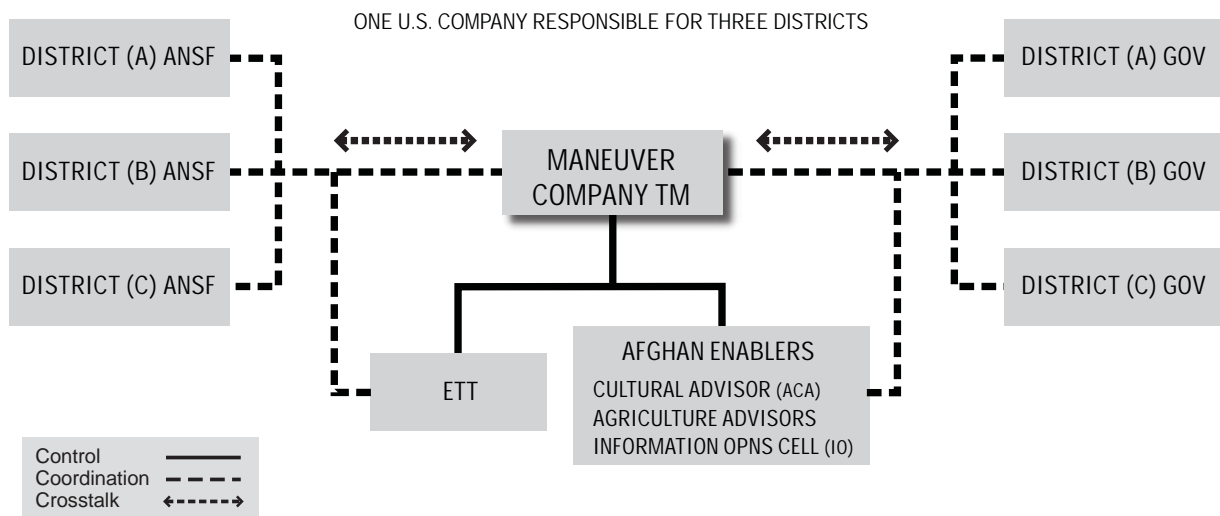 ONE U.S. COMPANY RESPONSIBLE FOR THREE DISTRICTS
DISTRICT (A) ANSF
DISTRICT (B) ANSF
DISTRICT (C) ANSF
MANEUVER
COMPANY TM
DISTRICT (A) GOV
DISTRICT (B) GOV
DISTRICT (C) GOV
ETT
AFGHAN ENABLERS
CULTURAL ADVISOR (ACA)
AGRICULTURE ADVISORS
INFORMATION OPNS CELL (IO)
Control
Coordination
Crosstalk